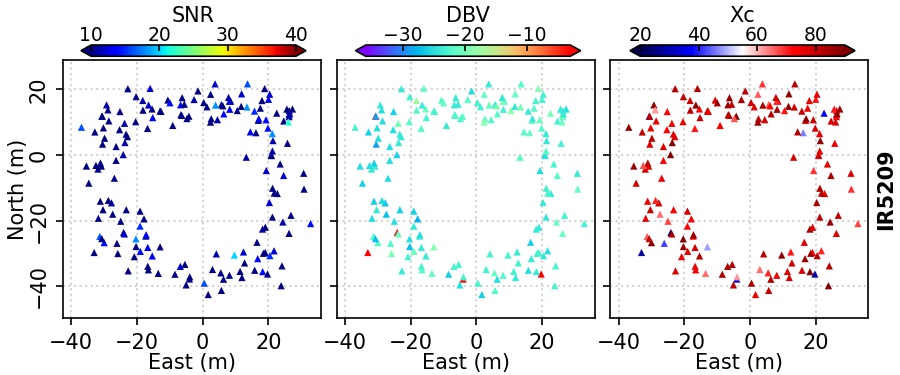 SNR DBV Xc
10 20 30 40 −30 −20 −10 20 40 60 80
20
0
−20
−40
North (m)
IR5209
−40 −20 0 20 −40 −20 0 20 −40 −20 0 20
East (m) East (m) East (m)